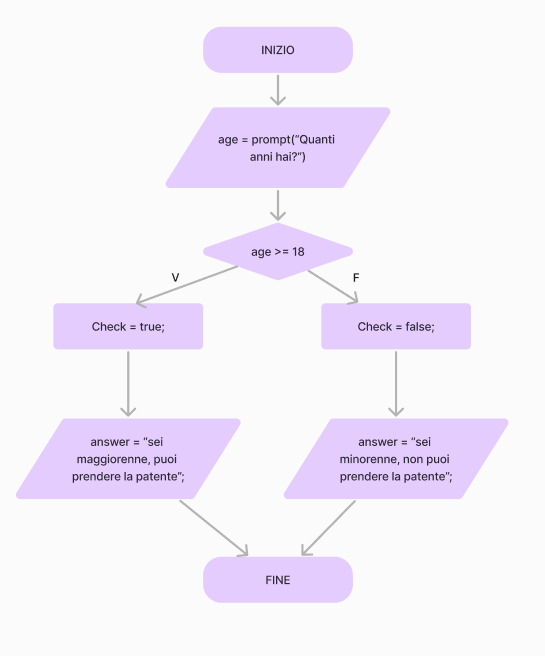 INIZIO
age = prompt(“Quanti
anni hai?”)
age >= 18
V
F
Check = true;
Check = false;
answer = “sei
maggiorenne, puoi
prendere la patente”;
answer = “sei
minorenne, non puoi
prendere la patente”;
FINE